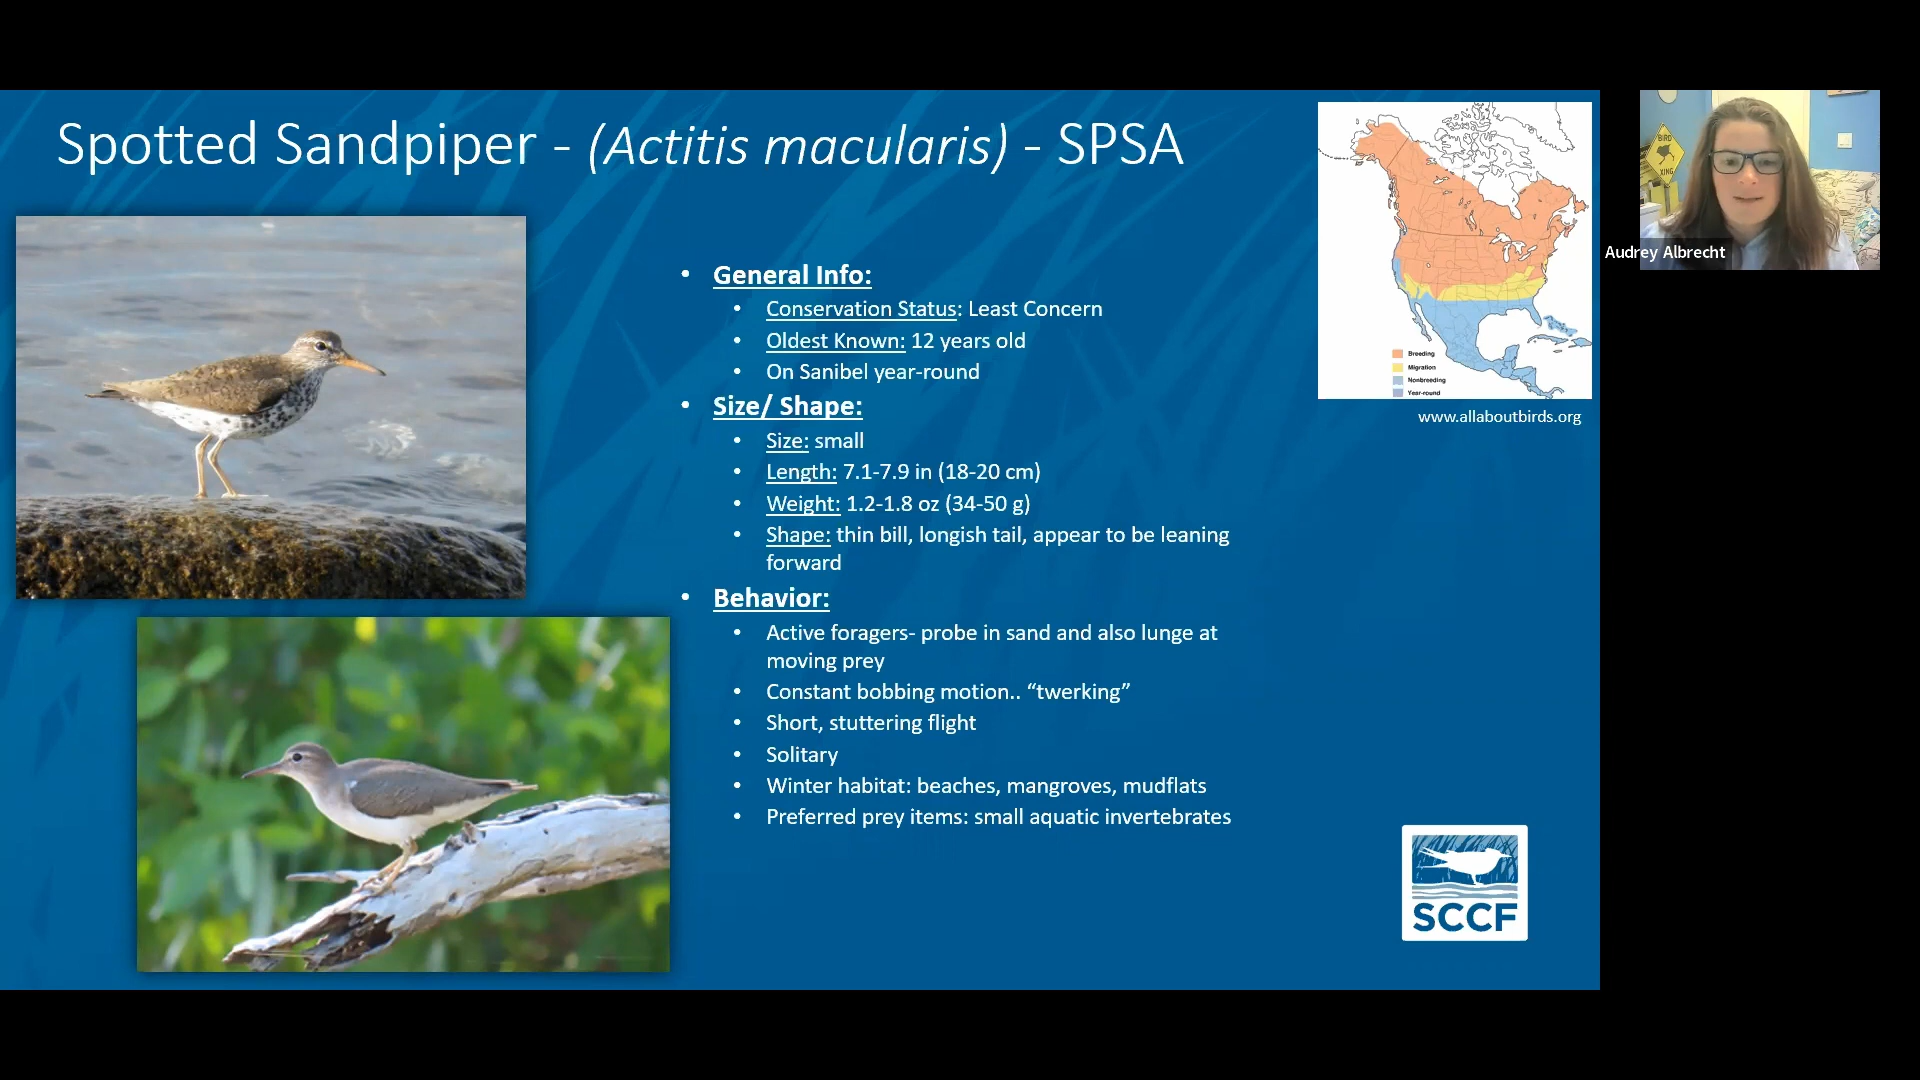 Spotted Sandpiper - (Actitis macularis) - SPSA
• General Info:
• Conservation Status: Least Concern
• Oldest Known: 12 years old
• On Sanibel year-round
• Size/ Shape:
• Size: small
• Length: 7.1-7.9 in (18-20 cm)
• Weight: 1.2-1.8 oz (34-50 g)
• Shape: thin bill, longish tail, appear to be leaning
forward
• Behavior:
• Active foragers- probe in sand and also lunge at
moving prey
• Constant bobbing motion.. “twerking”
• Short, stuttering flight
• Solitary
• Winter habitat: beaches, mangroves, mudflats
• Preferred prey items: small aquatic invertebrates
Breeding
Migration
Nonbreeding
Year-round
www.allaboutbirds.org
SCCF
BIRD
XING
Audrey Albrecht